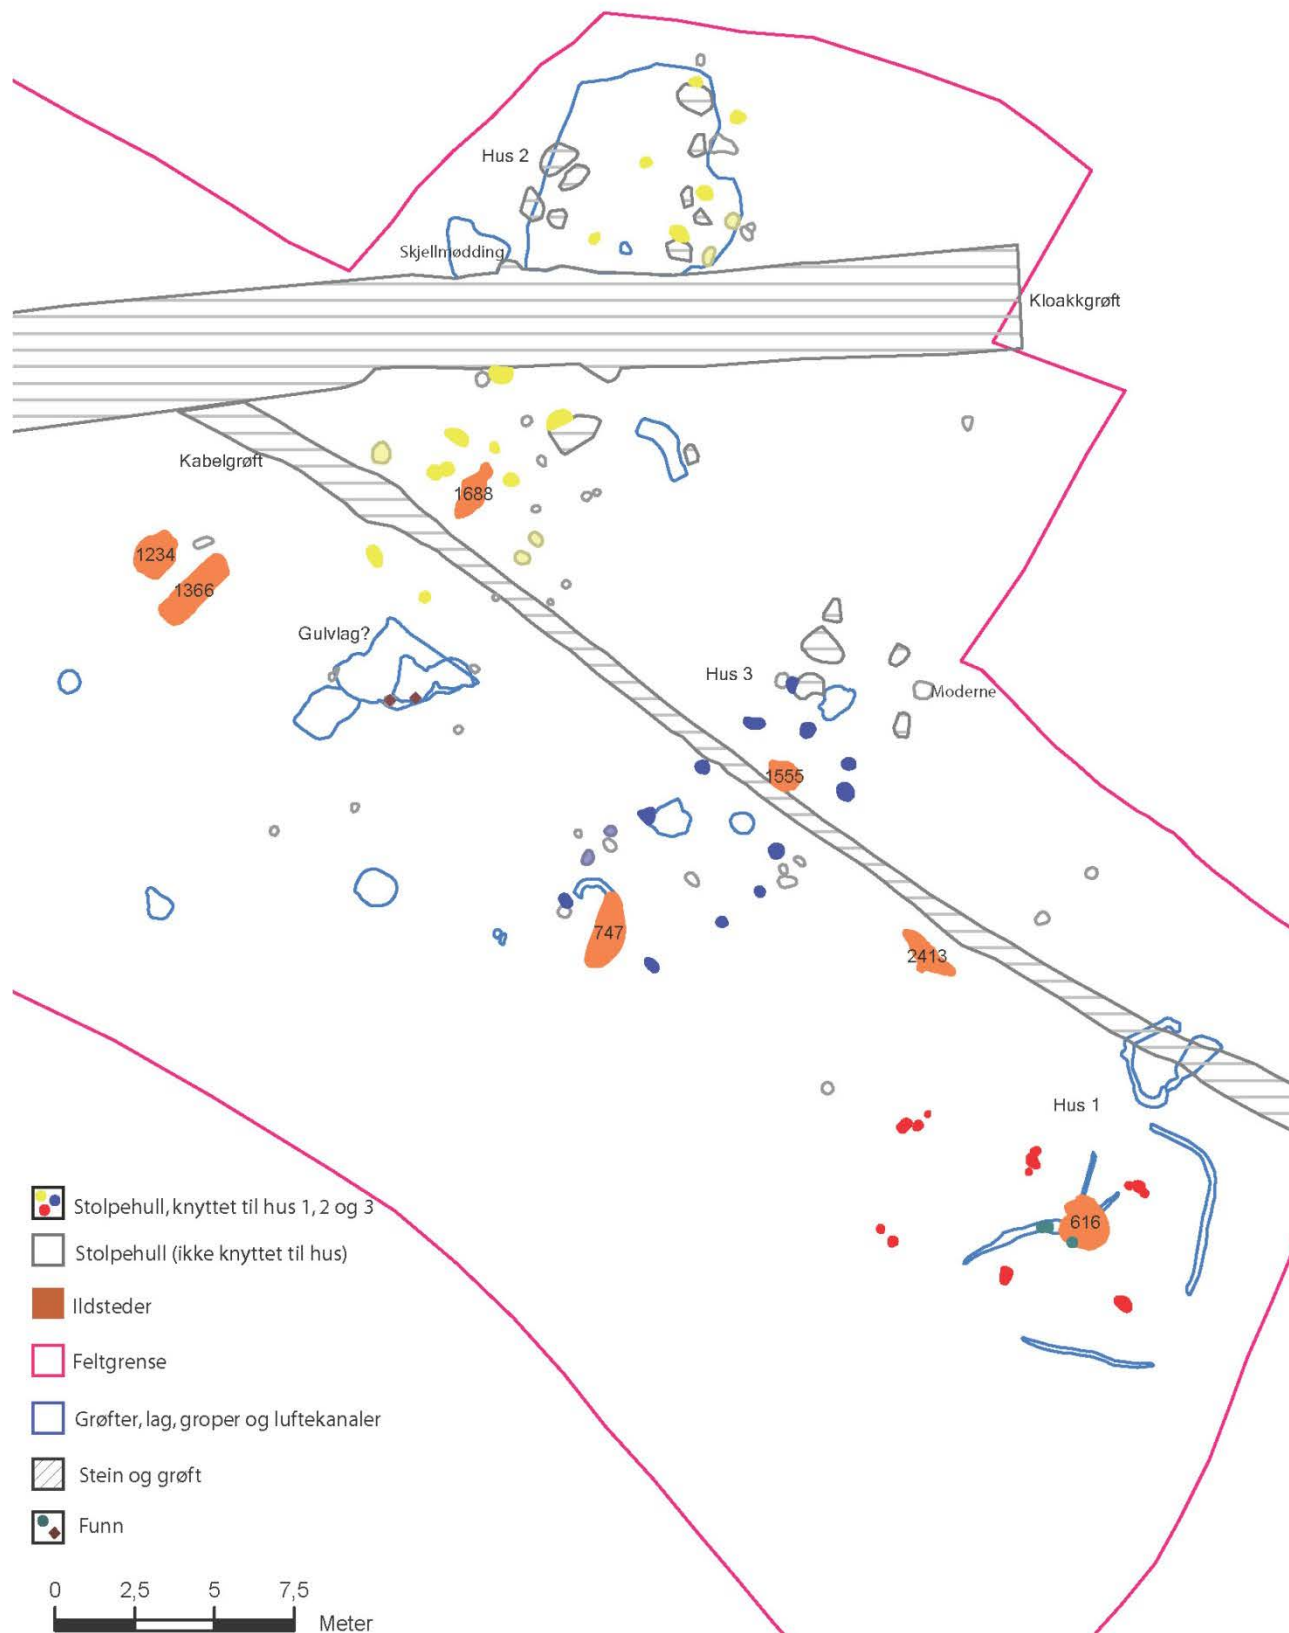 Hus 2
Skjellmødding
Kloakkgrøft
Kabelgrøft
1688
1234
1366
Gulvlag?
Hus 3
Moderne
1555
747
2413
Hus 1
616
Stolpehull, knyttet til hus 1, 2 og 3
Stolpehull (ikke knyttet til hus)
Ildsteder
Feltgrense
Grøfter, lag, groper og luftekanaler
Stein og grøft
Funn
0 2,5 5 7,5
Meter